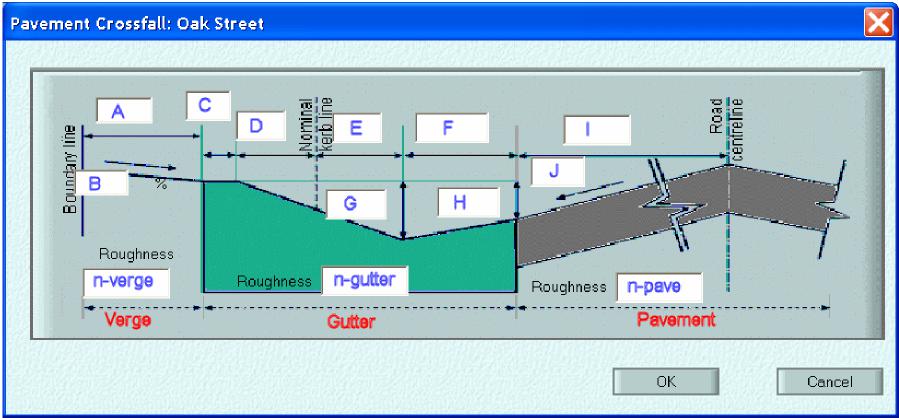 Pavement Crossfall: Oak Street
A
C
D
Nominal
kerb line
E
F
I
Road
centreline
Boundary line
B
%
G
H
J
Roughness
n-verge
Roughness
n-gutter
Roughness
n-pave
Verge
Gutter
Pavement
OK
Cancel